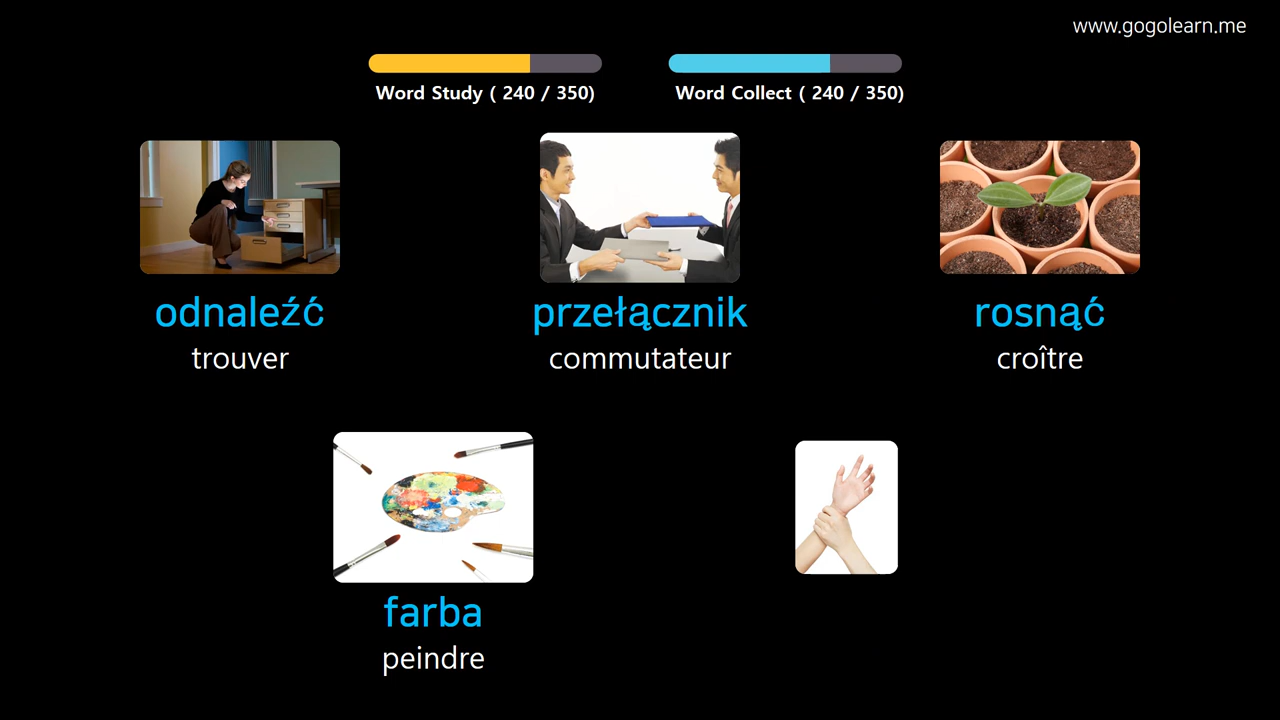 www.gogolearn.me
Word Study ( 240 / 350)
Word Collect ( 240 / 350)
odnaleźć
trouver
przełącznik
commutateur
rosnąć
croître
farba
peindre